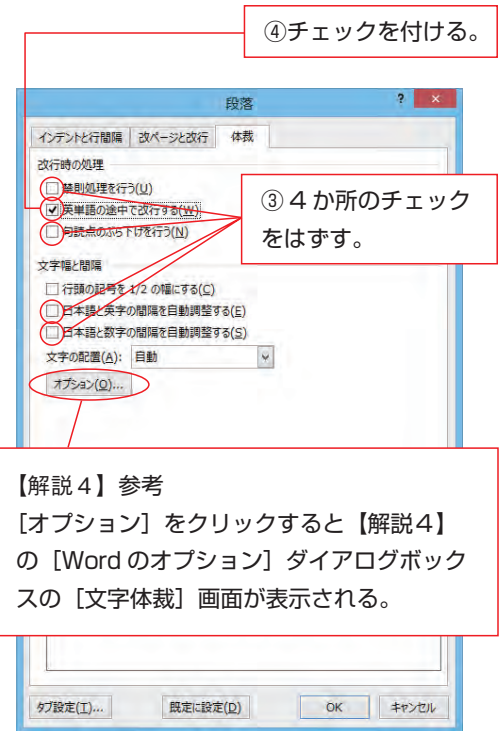 ④チェックを付ける。
段落
? ×
インデントと行間隔 改ページと改行 体裁
改行時の処理
禁則処理を行う(U)
英単語の途中で改行する(W)
句読点のぶら下げを行う(N)
③４か所のチェック
をはずす。
文字幅と間隔
行頭の記号を 1/2 の幅にする(C)
日本語と英字の間隔を自動調整する(E)
日本語と数字の間隔を自動調整する(S)
文字の配置(A): 自動
オプション(O)...
【解説４】参考
［オプション］をクリックすると【解説４】
の［Word のオプション］ダイアログボック
スの［文字体裁］画面が表示される。
タブ設定(T)... 既定に設定(D) OK キャンセル